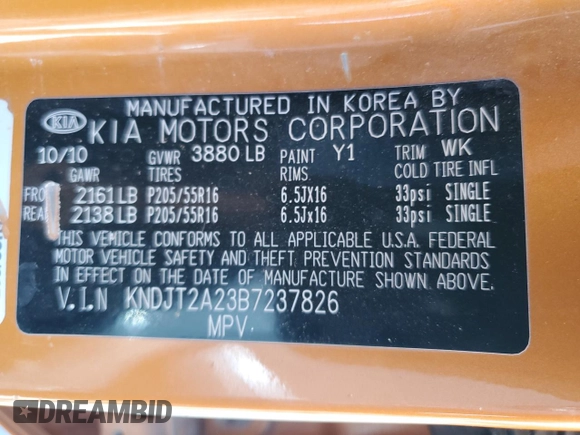 MANUFACTURED IN KOREA BY
KIA KIA MOTORS CORPORATION
10/10 GVWR 3880 LB PAINT Y1 TRIM WK
GAWR TIRES RIMS. COLD TIRE INFL
FRO 2161 LB P205/55R16 6.5JX16 33psi SINGLE
REA 2138 LB P205/55R16 6.5Jx16 33psi SINGLE
THIS VEHICLE CONFORMS TO ALL APPLICABLE U.S.A. FEDERAL
MOTOR VEHICLE SAFETY AND THEFT PREVENTION STANDARDS
IN EFFECT ON THE DATE OF MANUFACTURE SHOWN ABOVE.
V.I.N KNDJT2A23B7237826
MPV
DREAMBID